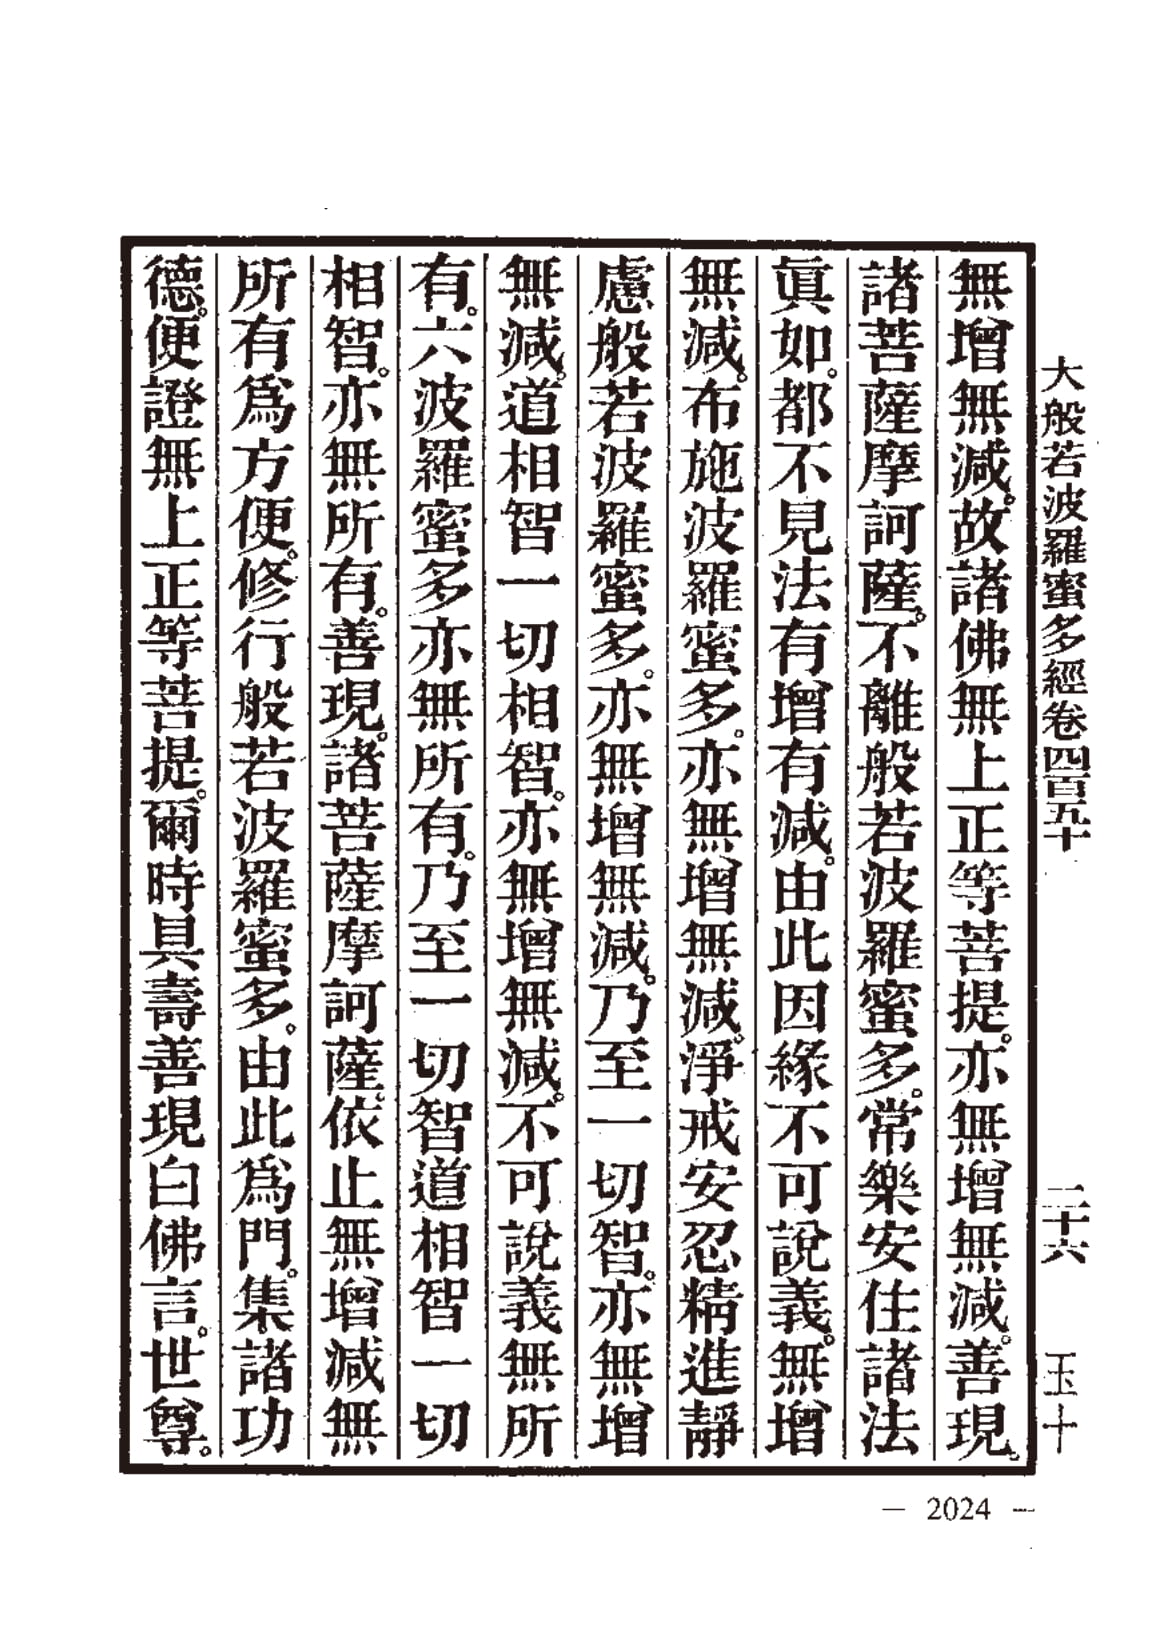 大般若波羅蜜多經卷四百五十 二十六 玉十
無增無減。故諸佛無上正等菩提。亦無增無減。善現。
諸菩薩摩訶薩。不離般若波羅蜜多。常樂安住諸法
眞如。都不見法有增有減。由此因緣不可說義。無增
無減。布施波羅蜜多。亦無增無減。淨戒安忍精進靜
慮般若波羅蜜多。亦無增無減。乃至一切智。亦無增
無減。道相智一切相智。亦無增無減。不可說義無所
有。六波羅蜜多亦無所有。乃至一切智道相智一切
相智。亦無所有。善現。諸菩薩摩訶薩。依止無增減無
所有爲方便。修行般若波羅蜜多。由此爲門。集諸功
德。便證無上正等菩提。爾時具壽善現白佛言。世尊。
— 2024 —